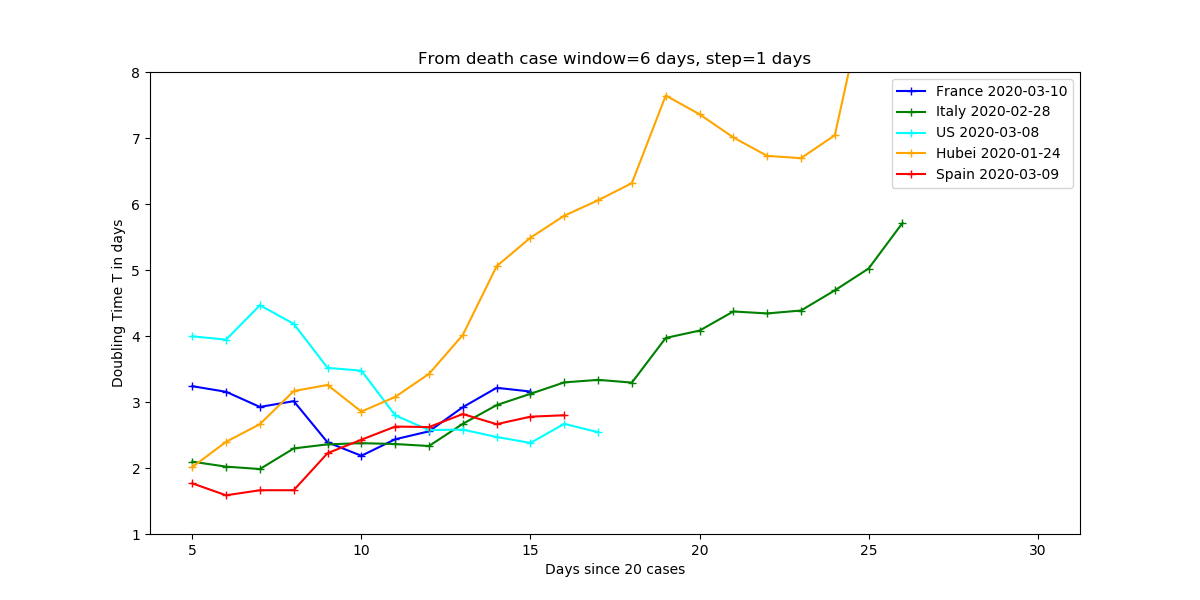 From death case window=6 days, step=1 days
8
7
6
5
4
3
2
1
Doubling Time T in days
France 2020-03-10
Italy 2020-02-28
US 2020-03-08
Hubei 2020-01-24
Spain 2020-03-09
5 10 15 20 25 30
Days since 20 cases